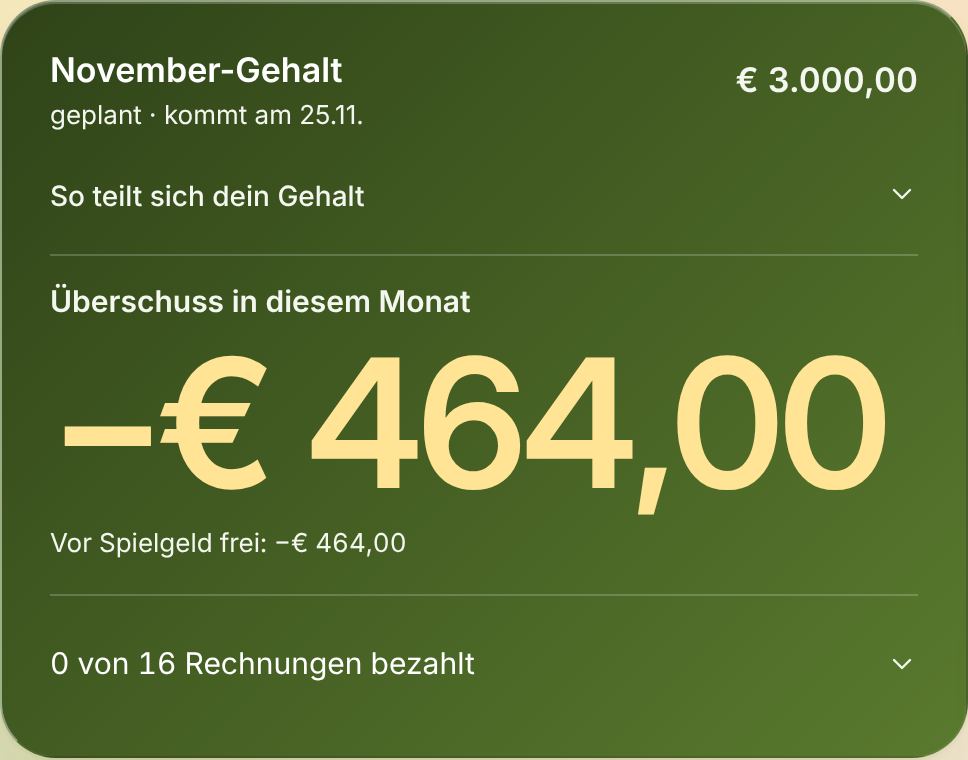 November-Gehalt
€ 3.000,00
geplant · kommt am 25.11.
So teilt sich dein Gehalt
Überschuss in diesem Monat
−€ 464,00
Vor Spielgeld frei: −€ 464,00
0 von 16 Rechnungen bezahlt